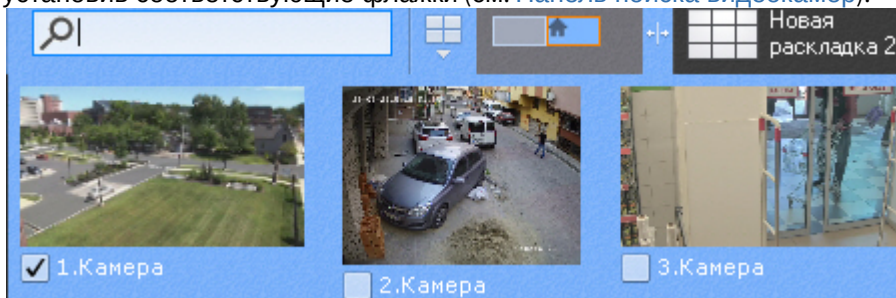 установив соответствующие флажки (см. Панель поиска видеокамер).
Новая
раскладка 2
1.Камера
2.Камера
3.Камера